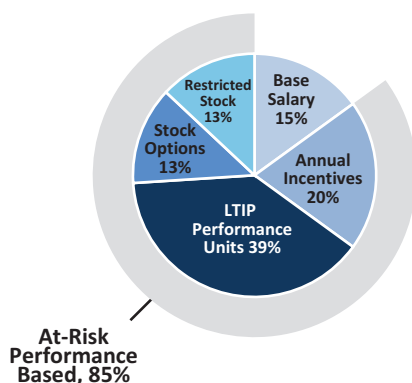 Restricted
Stock
13%
Base
Salary
15%
Stock
Options
13%
Annual
Incentives
20%
LTIP
Performance
Units 39%
At-Risk
Performance
Based, 85%